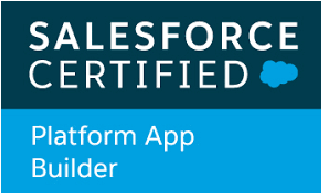 SALESFORCE
CERTIFIED
Platform App
Builder